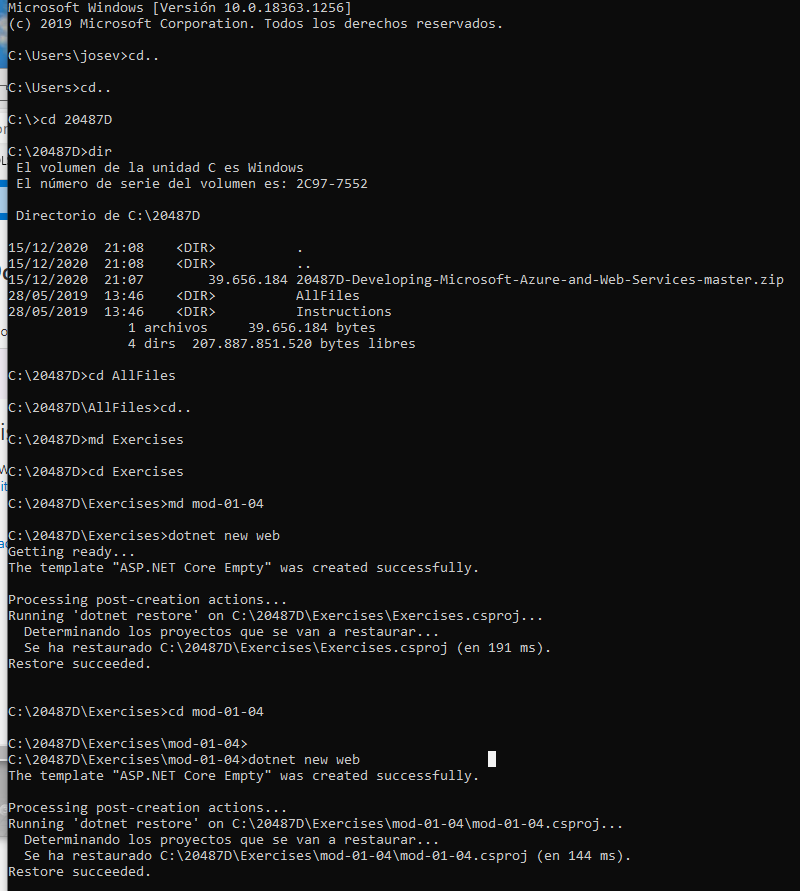 Microsoft Windows [Versión 10.0.18363.1256]
(c) 2019 Microsoft Corporation. Todos los derechos reservados.
C:\Users\josev>cd..
C:\Users>cd..
C:\>cd 20487D
C:\20487D>dir
El volumen de la unidad C es Windows
El número de serie del volumen es: 2C97-7552
Directorio de C:\20487D
15/12/2020  21:08    <DIR>          .
15/12/2020  21:08    <DIR>          ..
15/12/2020  21:07        39.656.184 20487D-Developing-Microsoft-Azure-and-Web-Services-master.zip
28/05/2019  13:46    <DIR>          AllFiles
28/05/2019  13:46    <DIR>          Instructions
1 archivos     39.656.184 bytes
4 dirs  207.887.851.520 bytes libres
C:\20487D>cd AllFiles
C:\20487D\AllFiles>cd..
C:\20487D>md Exercises
C:\20487D>cd Exercises
C:\20487D\Exercises>md mod-01-04
C:\20487D\Exercises>dotnet new web
Getting ready...
The template "ASP.NET Core Empty" was created successfully.
Processing post-creation actions...
Running 'dotnet restore' on C:\20487D\Exercises\Exercises.csproj...
Determinando los proyectos que se van a restaurar...
Se ha restaurado C:\20487D\Exercises\Exercises.csproj (en 191 ms).
Restore succeeded.
C:\20487D\Exercises>cd mod-01-04
C:\20487D\Exercises\mod-01-04>
C:\20487D\Exercises\mod-01-04>dotnet new web
The template "ASP.NET Core Empty" was created successfully.
Processing post-creation actions...
Running 'dotnet restore' on C:\20487D\Exercises\mod-01-04\mod-01-04.csproj...
Determinando los proyectos que se van a restaurar...
Se ha restaurado C:\20487D\Exercises\mod-01-04\mod-01-04.csproj (en 144 ms).
Restore succeeded.